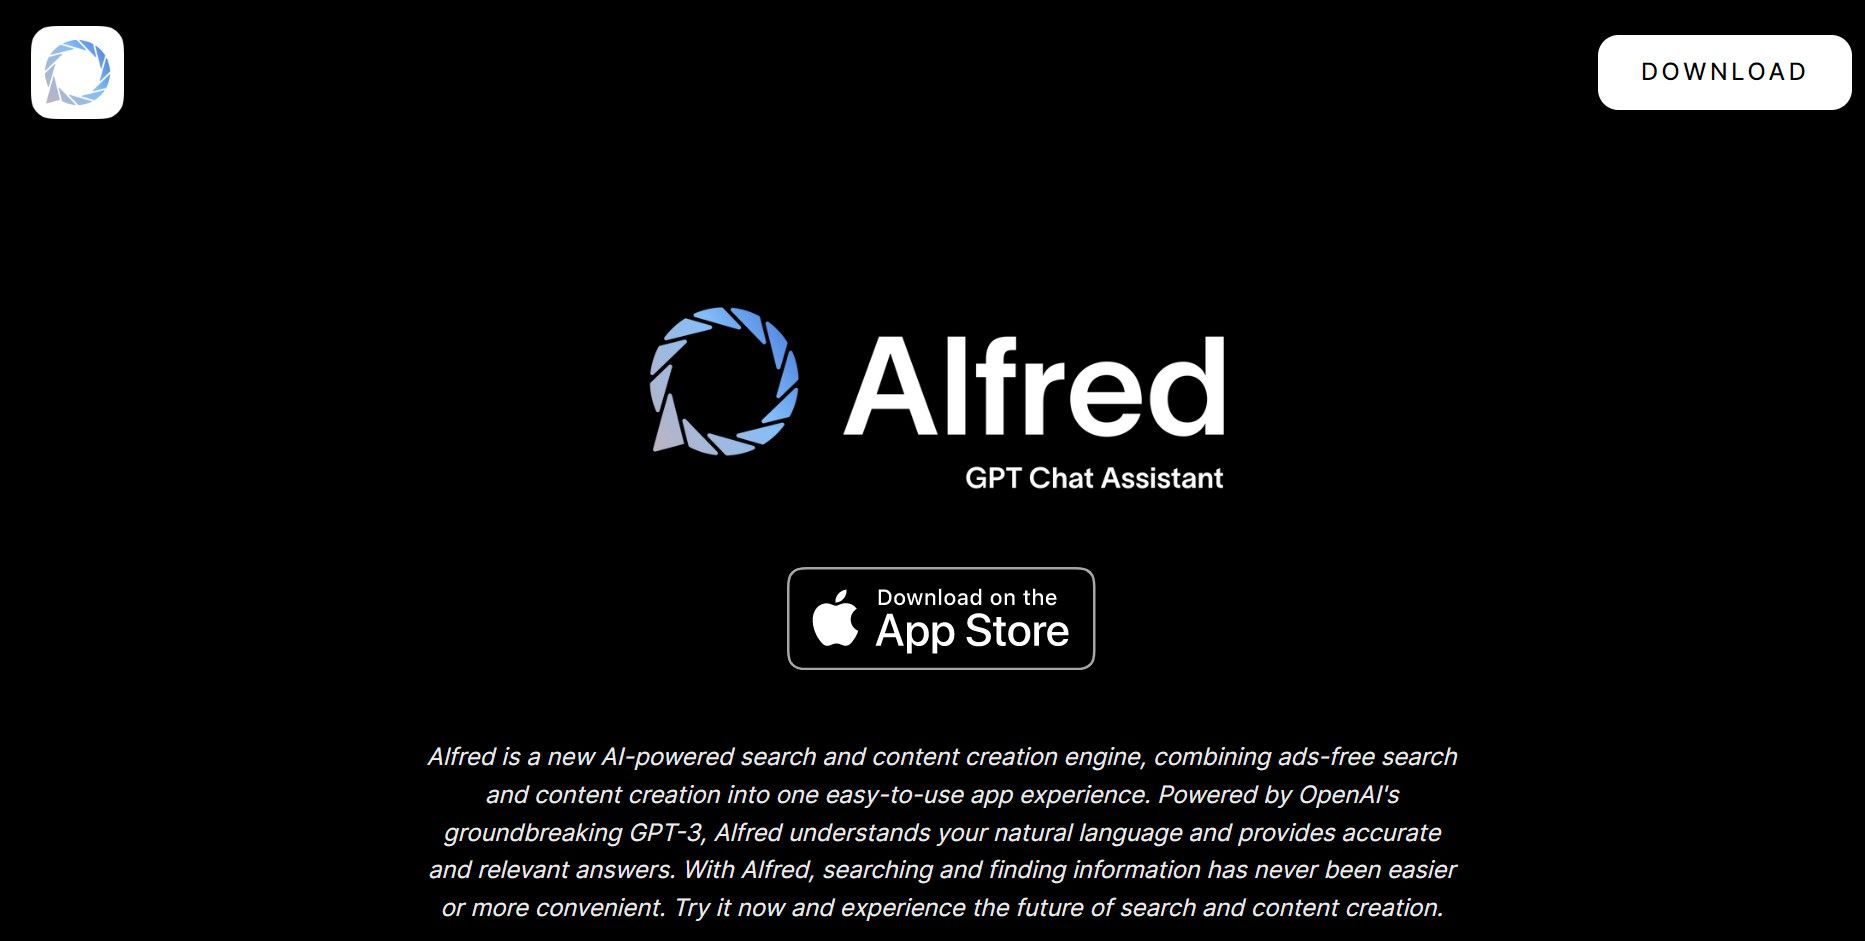 DOWNLOAD
Alfred
GPT Chat Assistant
Download on the
App Store
Alfred is a new AI-powered search and content creation engine, combining ads-free search
and content creation into one easy-to-use app experience. Powered by OpenAI's
groundbreaking GPT-3, Alfred understands your natural language and provides accurate
and relevant answers. With Alfred, searching and finding information has never been easier
or more convenient. Try it now and experience the future of search and content creation.